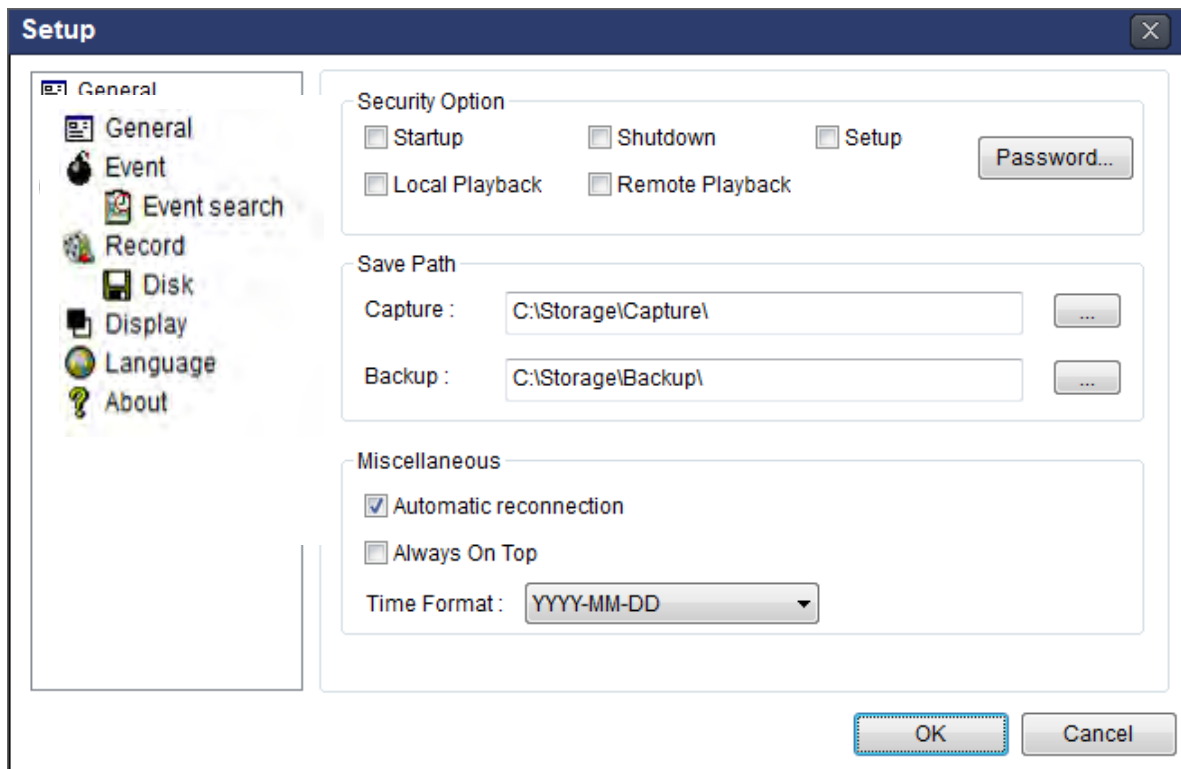 Setup
General
General
Event
Event search
Record
Disk
Display
Language
About
Security Option
Startup Shutdown Setup Password...
Local Playback Remote Playback
Save Path
Capture : C:\Storage\Capture\ ...
Backup : C:\Storage\Backup\ ...
Miscellaneous
Automatic reconnection
Always On Top
Time Format : YYYY-MM-DD
OK Cancel